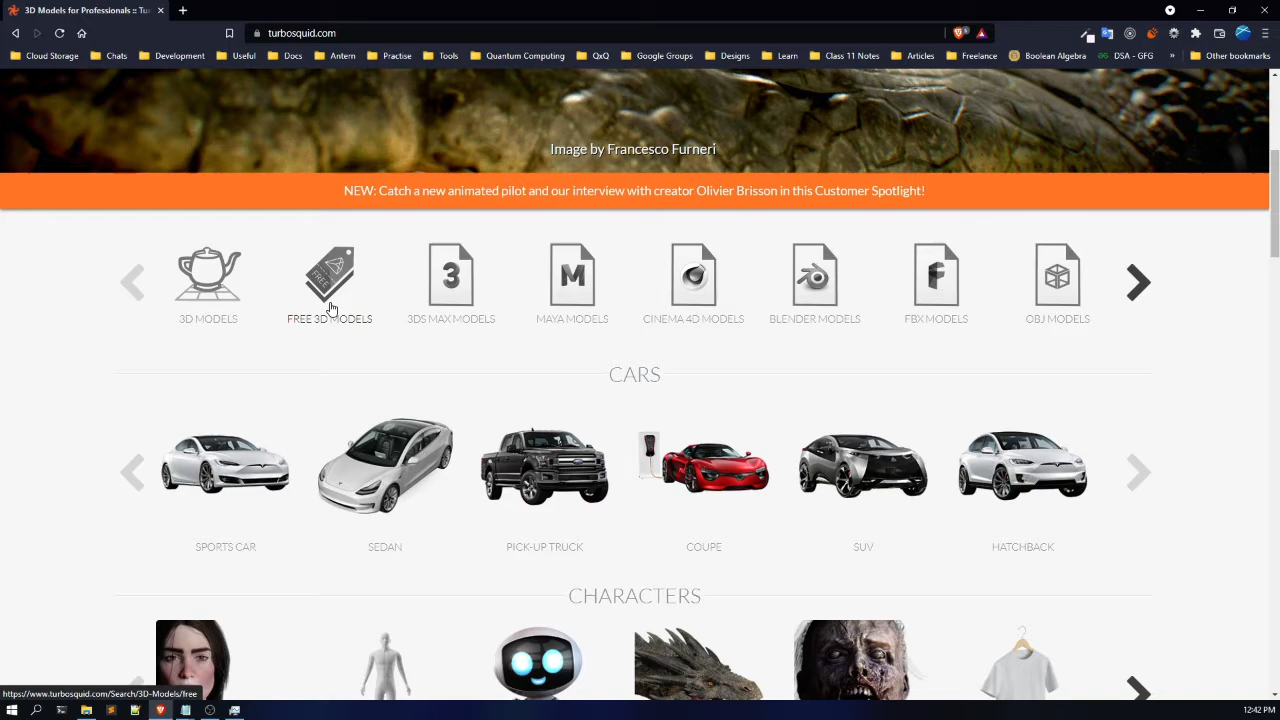 3D Models for Professionals :: Tur
turbosquid.com
Cloud Storage Chats Development Useful Docs Antern Practise Tools Quantum Computing QxQ Google Groups Designs Learn Class 11 Notes Articles Freelance Boolean Algebra DSA - GFG » Other bookmarks
Image by Francesco Furneri
NEW: Catch a new animated pilot and our interview with creator Olivier Brisson in this Customer Spotlight!
FREE
3 M F
3D MODELS FREE 3D MODELS 3DS MAX MODELS MAYA MODELS CINEMA 4D MODELS BLENDER MODELS FBX MODELS OBJ MODELS
CARS
SPORTS CAR SEDAN PICK-UP TRUCK COUPE SUV HATCHBACK
CHARACTERS
https://www.turbosquid.com/Search/3D-Models/free
12:42 PM